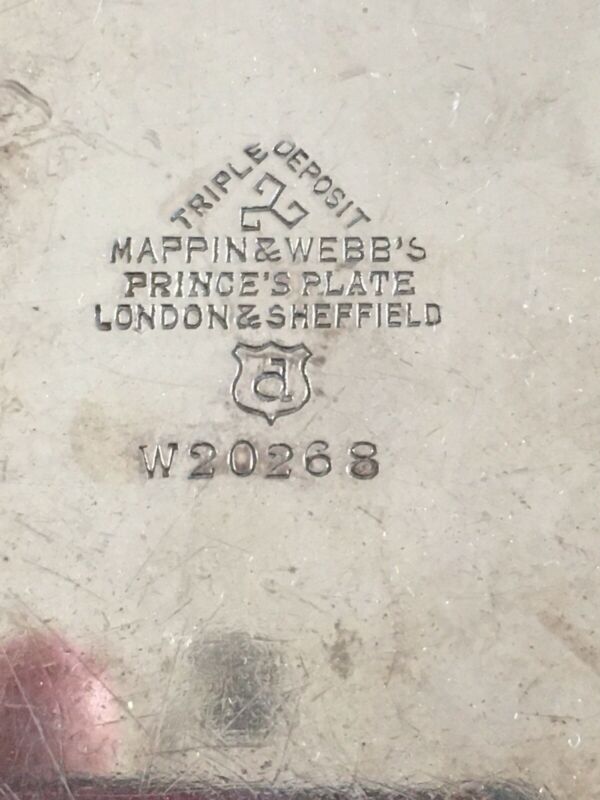 TRIPLE DEPOSIT
MAPPIN & WEBB'S
PRINCE'S PLATE
LONDON & SHEFFIELD
d
W20268